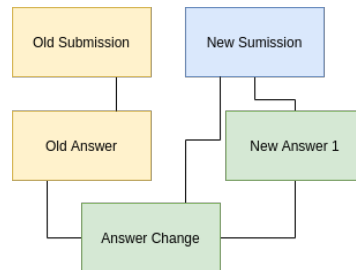 Old Submission
New Sumission
Old Answer
New Answer 1
Answer Change